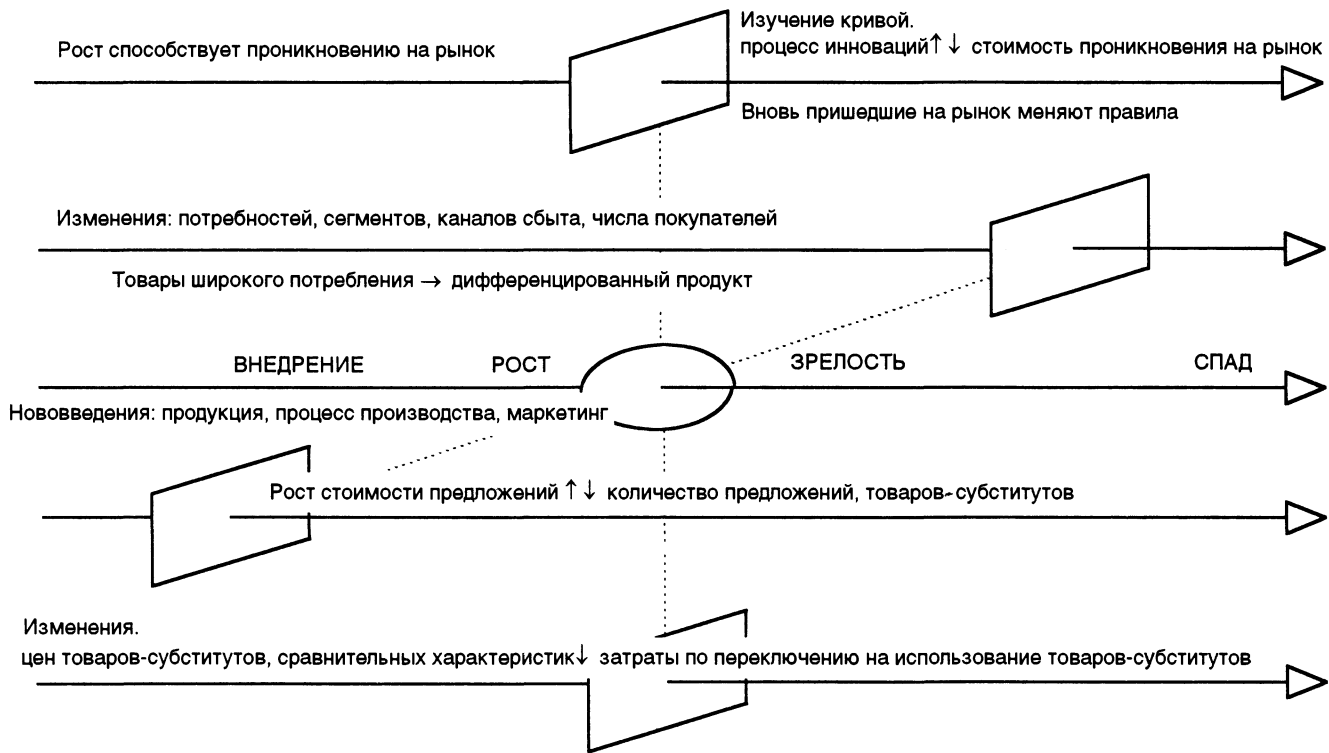 Рост способствует проникновению на рынок
Изучение кривой.
процесс инноваций↑ ↓ стоимость проникновения на рынок
Вновь пришедшие на рынок меняют правила
Изменения: потребностей, сегментов, каналов сбыта, числа покупателей
Товары широкого потребления → дифференцированный продукт
ВНЕДРЕНИЕ РОСТ ЗРЕЛОСТЬ СПАД
Нововведения: продукция, процесс производства, маркетинг
Рост стоимости предложений ↑ ↓ количество предложений, товаров-субститутов
Изменения.
цен товаров-субститутов, сравнительных характеристик↓ затраты по переключению на использование товаров-субститутов